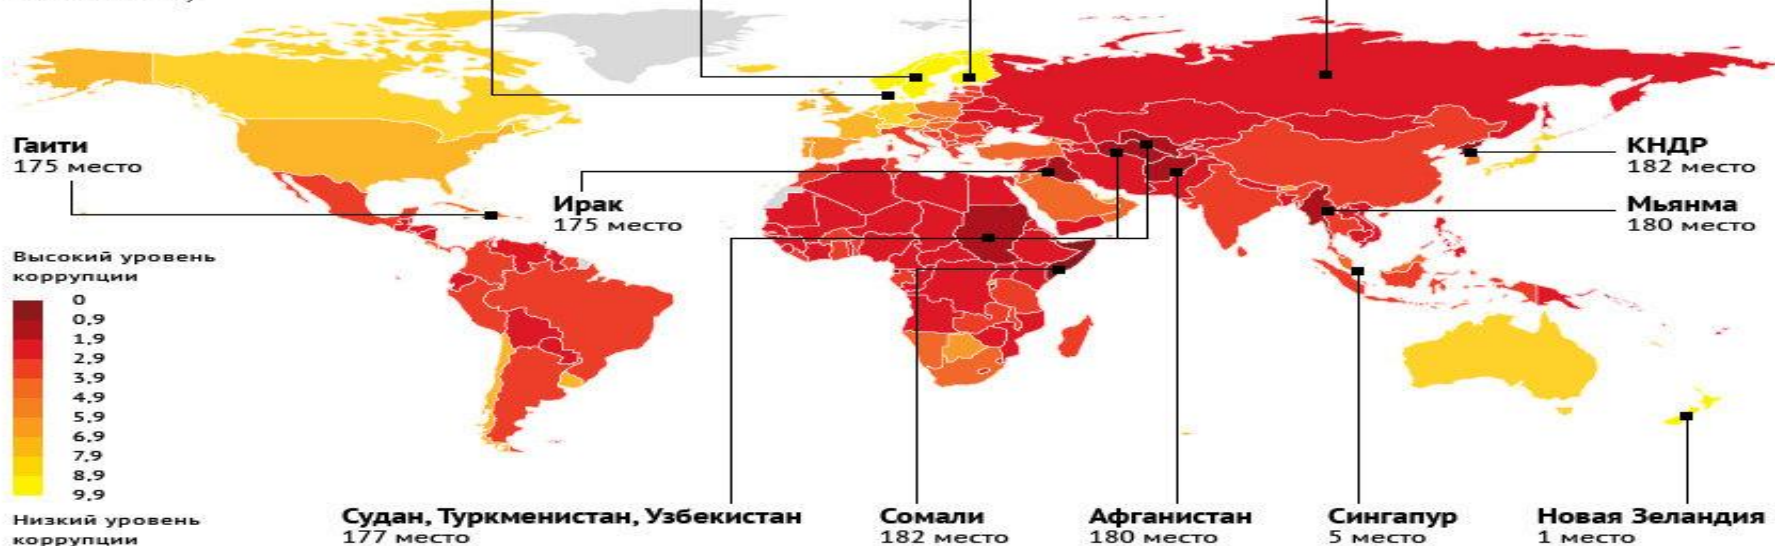 Гаити
175 место
Ирак
175 место
КНДР
182 место
Мьянма
180 место
Высокий уровень
коррупции
0
0,9
1,9
2,9
3,9
4,9
5,9
6,9
7,9
8,9
9,9
Низкий уровень
коррупции
Судан, Туркменистан, Узбекистан
177 место
Сомали
182 место
Афганистан
180 место
Сингапур
5 место
Новая Зеландия
1 место